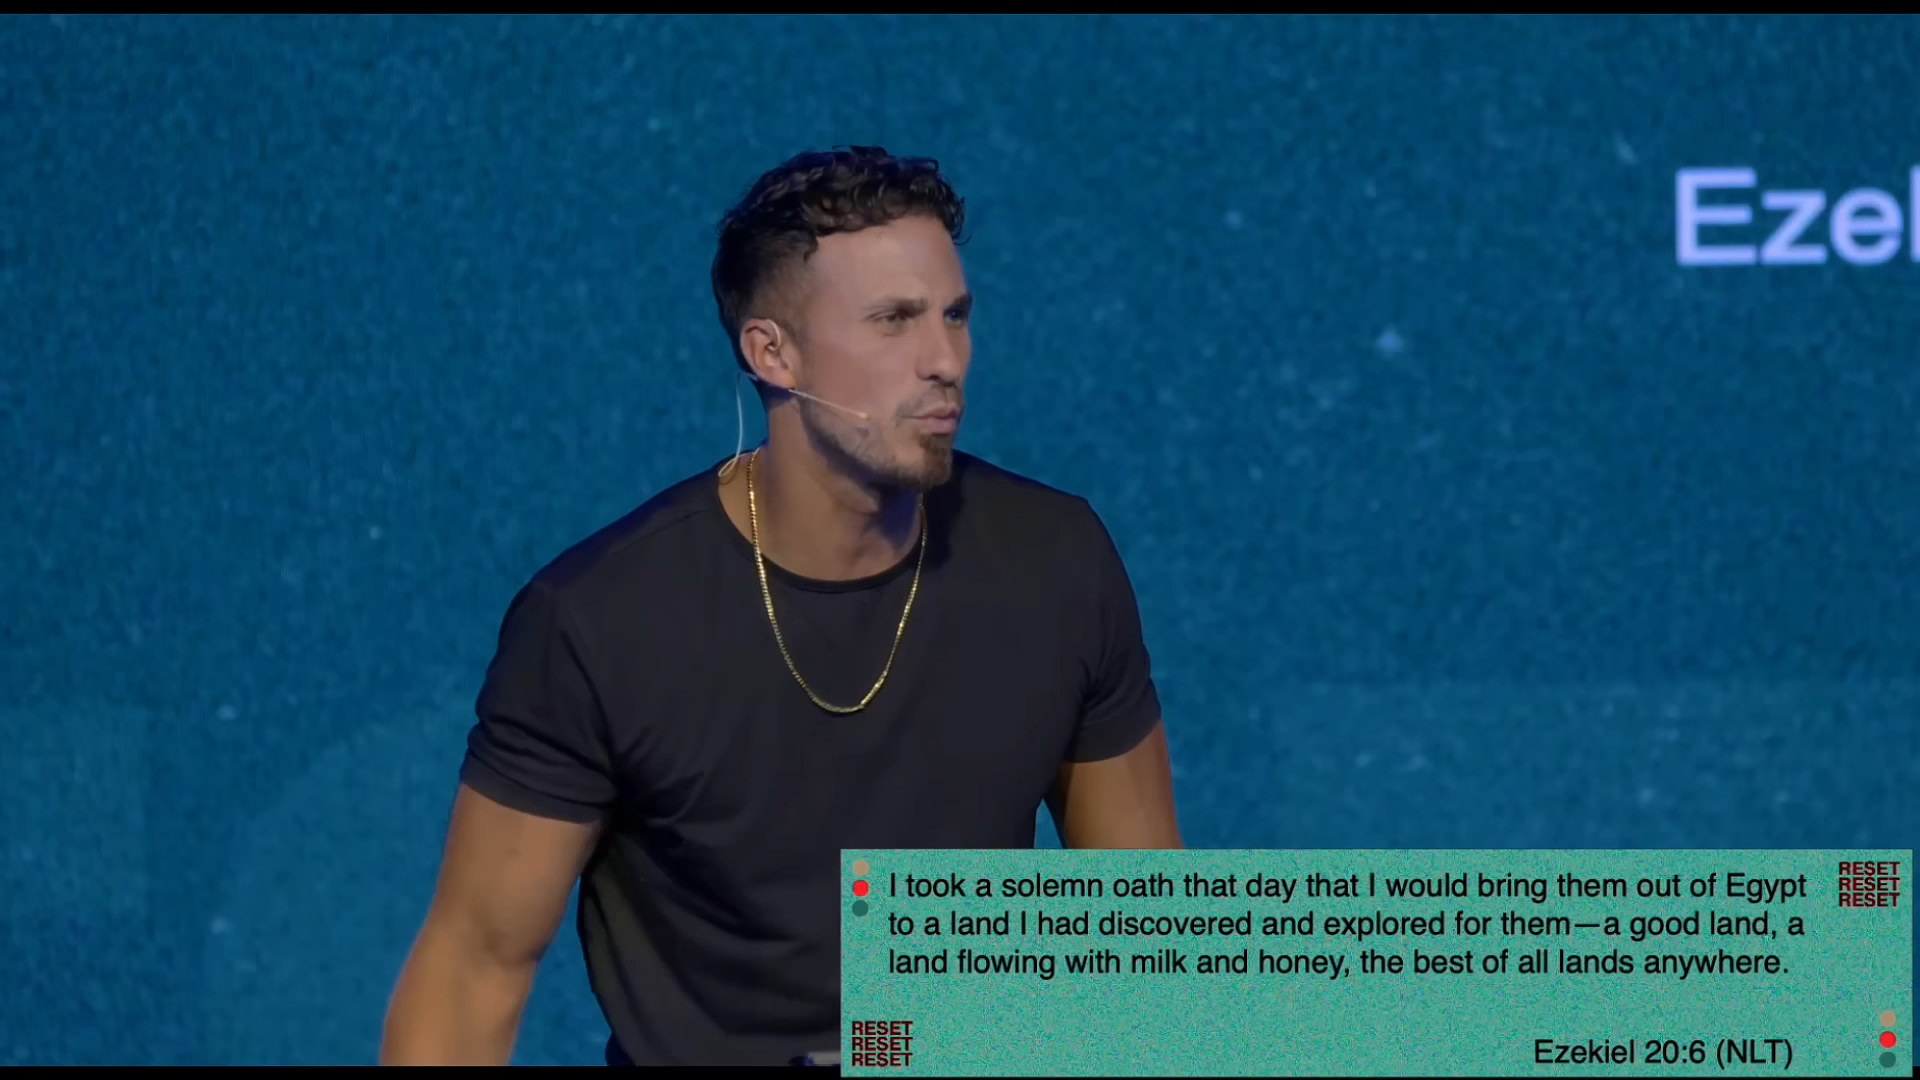 Ezel
I took a solemn oath that day that I would bring them out of Egypt
to a land I had discovered and explored for them—a good land, a
land flowing with milk and honey, the best of all lands anywhere.
Ezekiel 20:6 (NLT)
RESET
RESET
RESET
RESET
RESET
RESET